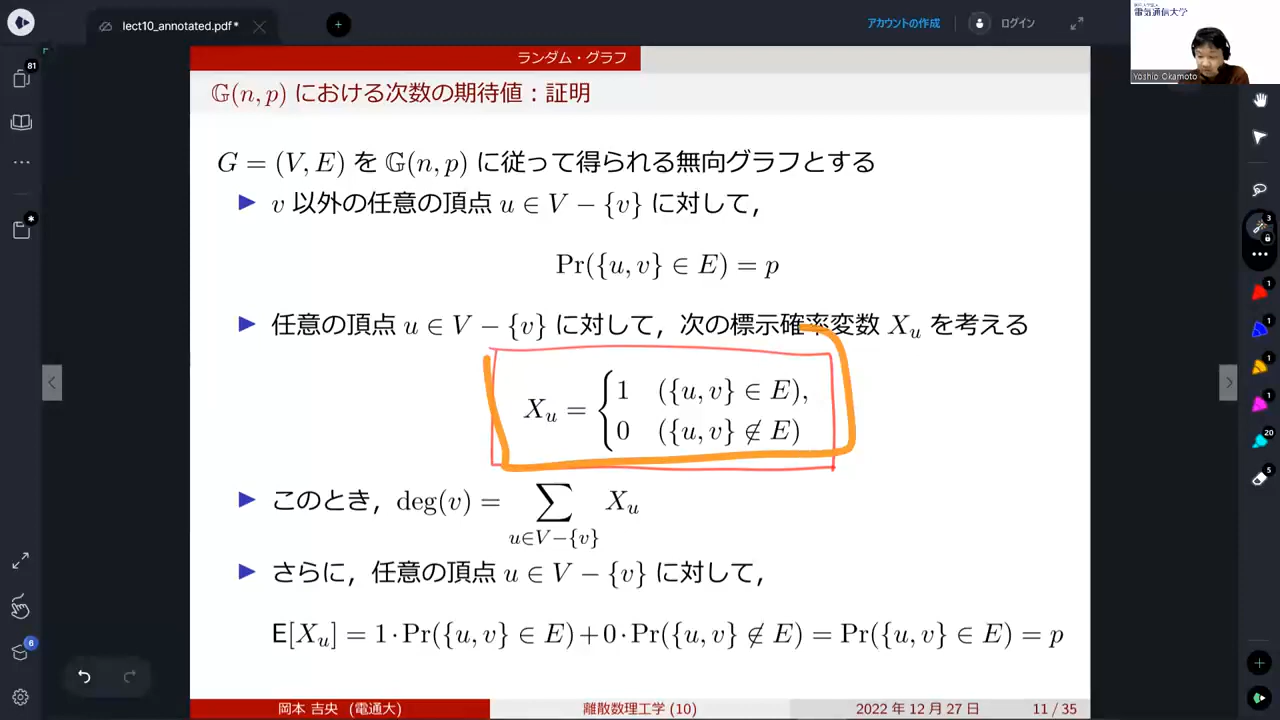 lect10_annotated.pdf*
アカウントの作成
ログイン
電気通信大学
Yoshio Okamoto
ランダム・グラフ
𝔾(n, p) における次数の期待値：証明
G = (V, E) を 𝔾(n, p) に従って得られる無向グラフとする
v 以外の任意の頂点 u ∈ V − {v} に対して，
Pr({u, v} ∈ E) = p
任意の頂点 u ∈ V − {v} に対して，次の標示確率変数 X_u を考える
X_u = { 1 ({u, v} ∈ E),
0 ({u, v} ∉ E)
このとき，deg(v) = ∑ X_u
u∈V−{v}
さらに，任意の頂点 u ∈ V − {v} に対して，
E[X_u] = 1·Pr({u, v} ∈ E)+0·Pr({u, v} ∉ E) = Pr({u, v} ∈ E) = p
岡本 吉央 (電通大)
離散数理工学 (10)
2022 年 12 月 27 日
11 / 35
81
6
3
1
1
1
1
20
5